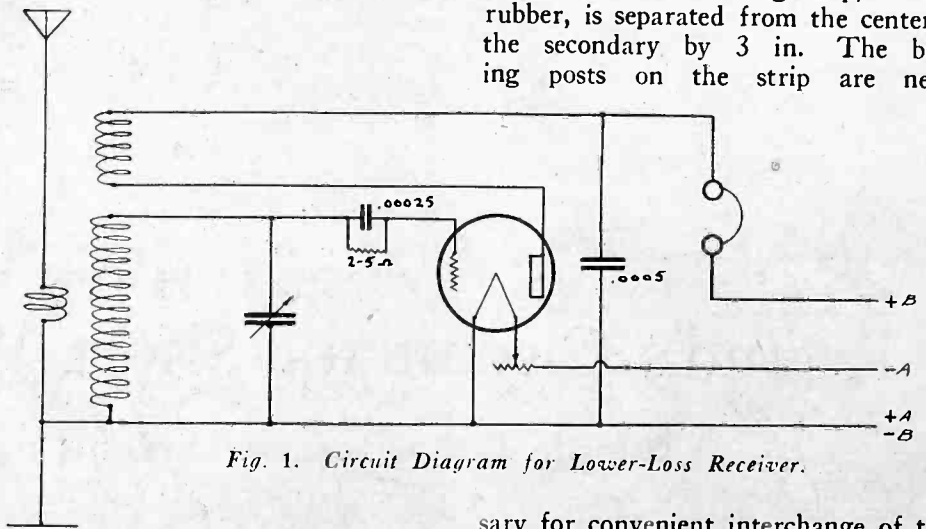 rubber, is separated from the center
the secondary by 3 in. The b
ing posts on the strip are ne
.00025
2-5 Ω
.0005
+B
-A
+A
-B
Fig. 1. Circuit Diagram for Lower-Loss Receiver.
sary for convenient interchange of t